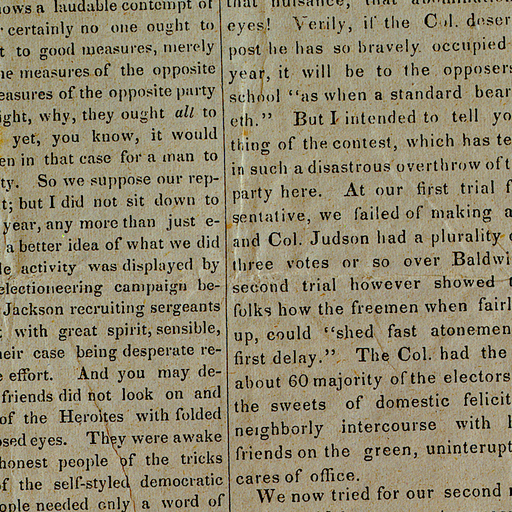 ows a laudable contempt of
certainly no one ought to
t to good measures, merely
he measures of the opposite
easures of the opposite party
ight, why, they ought all to
yet, you know, it would
en in that case for a man to
ty. So we suppose our rep-
t; but I did not sit down to
year, any more than just e-
a better idea of what we did
le activity was displayed by
electioneering campaign be-
Jackson recruiting sergeants
t with great spirit, sensible,
heir case being desperate re-
e effort. And you may de-
friends did not look on and
of the Heroites with folded
osed eyes. They were awake
honest people of the tricks
of the self-styled democratic
ople needed only a word of
that nuisance, that
eyes! Verily, if the Col. deser
post he has so bravely occupied
year, it will be to the opposers
school "as when a standard bear
eth." But I intended to tell yo
thing of the contest, which has te
in such a disastrous overthrow of t
party here. At our first trial f
sentative, we failed of making a
and Col. Judson had a plurality o
three votes or so over Baldwi
second trial however showed t
folks how the freemen when fairl
up, could "shed fast atonemen
first delay." The Col. had the
about 60 majority of the electors
the sweets of domestic felicit
neighborly intercourse with h
friends on the green, uninterupt
cares of office.
We now tried for our second r